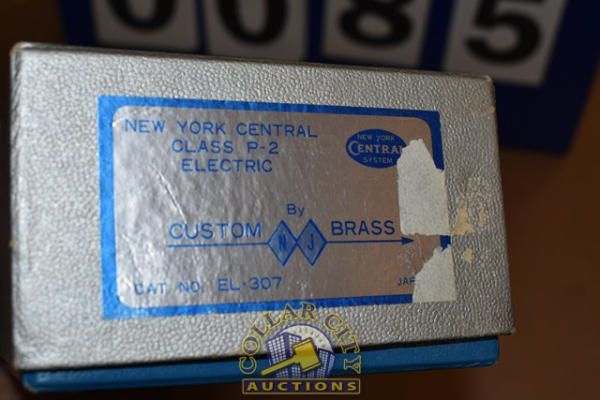 0085
NEW YORK CENTRAL
CLASS P-2
ELECTRIC
NEW YORK
CENTRAL
SYSTEM
By
CUSTOM NJ BRASS
CAT NO EL-307
COLLAR CITY
AUCTIONS